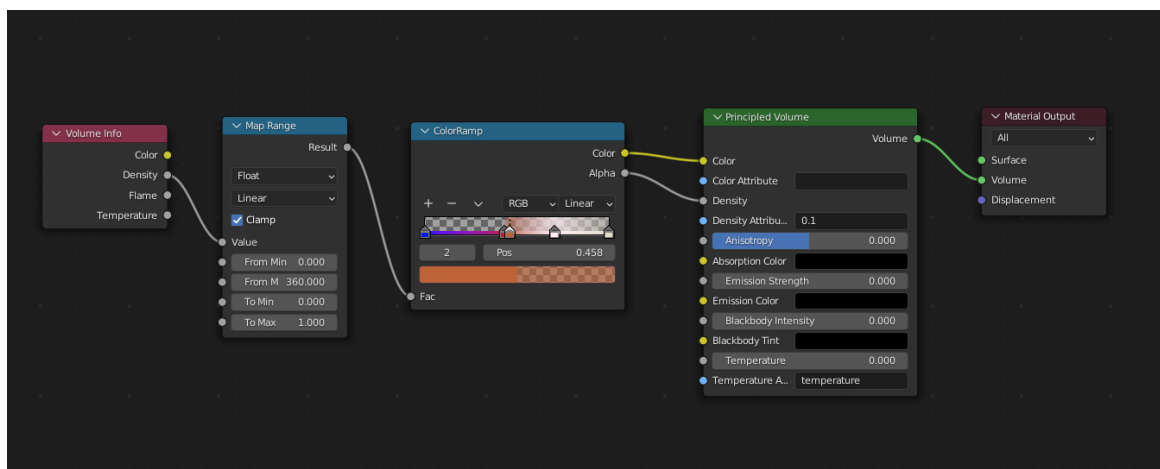 Volume Info
Color
Density
Flame
Temperature
Map Range
Result
Float
Linear
Clamp
Value
From Min 0.000
From M 360.000
To Min 0.000
To Max 1.000
ColorRamp
Color
Alpha
+ − RGB Linear
2 Pos 0.458
Fac
Principled Volume
Volume
Color
Color Attribute
Density
Density Attribu... 0.1
Anisotropy 0.000
Absorption Color
Emission Strength 0.000
Emission Color
Blackbody Intensity 0.000
Blackbody Tint
Temperature 0.000
Temperature A... temperature
Material Output
All
Surface
Volume
Displacement